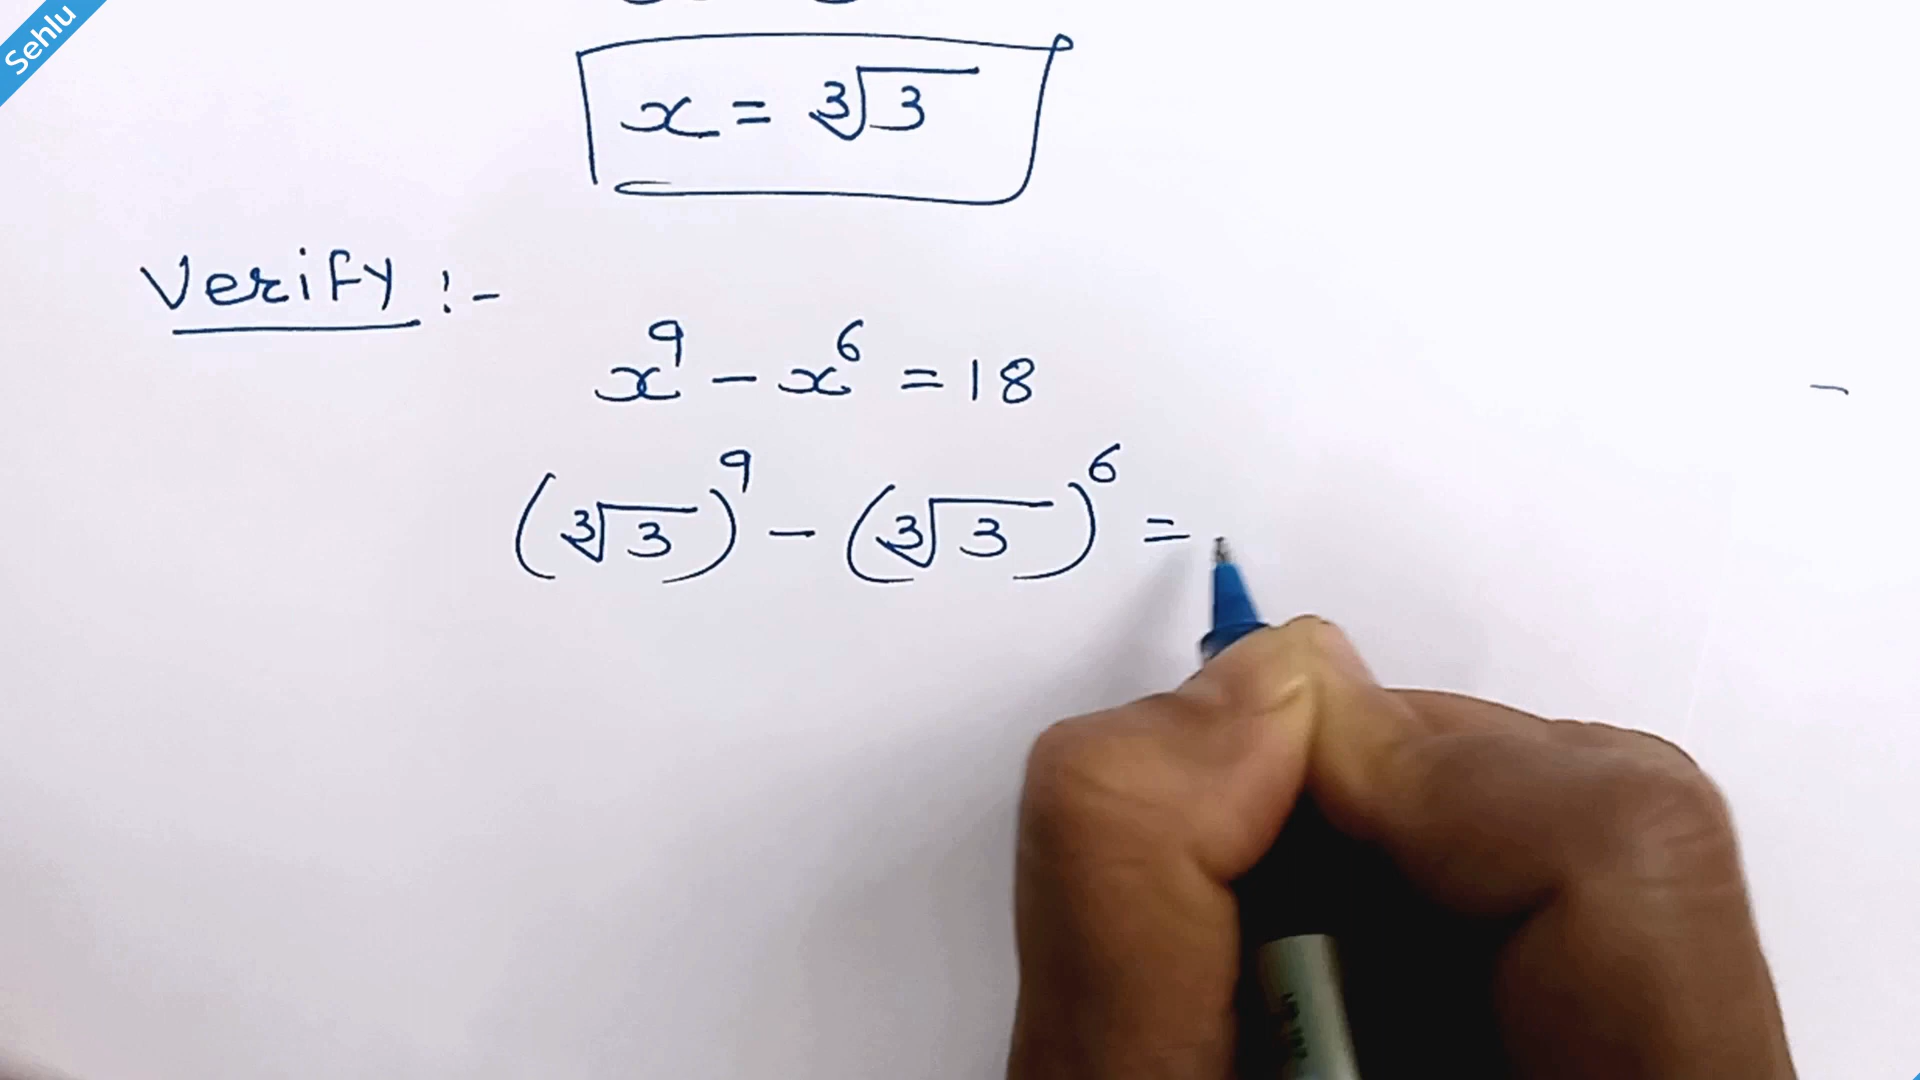 Sehlu
x = ∛3
Verify :-
x⁹ - x⁶ = 18
(∛3)⁹ - (∛3)⁶ =